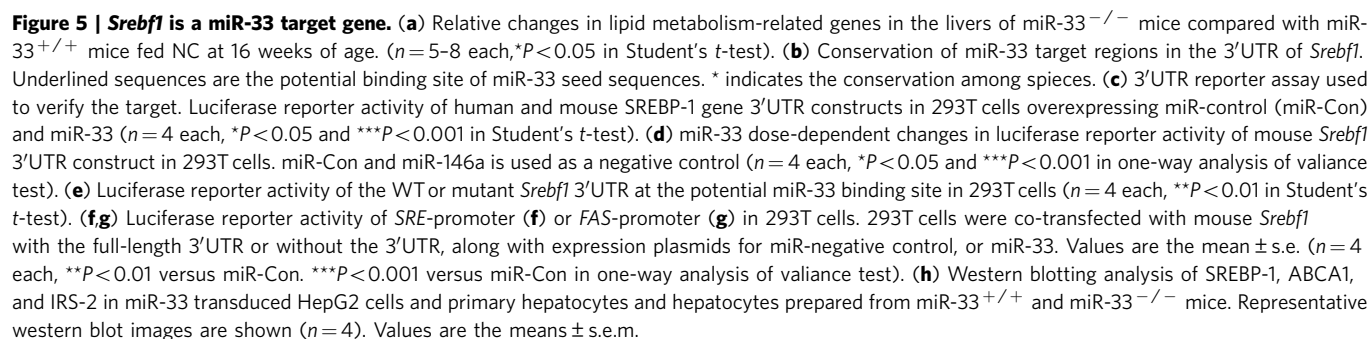 Figure 5 | Srebf1 is a miR-33 target gene. (a) Relative changes in lipid metabolism-related genes in the livers of miR-33−/− mice compared with miR-
33+/+ mice fed NC at 16 weeks of age. (n = 5–8 each,*P<0.05 in Student's t-test). (b) Conservation of miR-33 target regions in the 3′UTR of Srebf1.
Underlined sequences are the potential binding site of miR-33 seed sequences. * indicates the conservation among spieces. (c) 3′UTR reporter assay used
to verify the target. Luciferase reporter activity of human and mouse SREBP-1 gene 3′UTR constructs in 293T cells overexpressing miR-control (miR-Con)
and miR-33 (n = 4 each, *P<0.05 and ***P<0.001 in Student's t-test). (d) miR-33 dose-dependent changes in luciferase reporter activity of mouse Srebf1
3′UTR construct in 293T cells. miR-Con and miR-146a is used as a negative control (n = 4 each, *P<0.05 and ***P<0.001 in one-way analysis of valiance
test). (e) Luciferase reporter activity of the WT or mutant Srebf1 3′UTR at the potential miR-33 binding site in 293T cells (n = 4 each, **P<0.01 in Student's
t-test). (f,g) Luciferase reporter activity of SRE-promoter (f) or FAS-promoter (g) in 293T cells. 293T cells were co-transfected with mouse Srebf1
with the full-length 3′UTR or without the 3′UTR, along with expression plasmids for miR-negative control, or miR-33. Values are the mean ± s.e. (n = 4
each, **P<0.01 versus miR-Con. ***P<0.001 versus miR-Con in one-way analysis of valiance test). (h) Western blotting analysis of SREBP-1, ABCA1,
and IRS-2 in miR-33 transduced HepG2 cells and primary hepatocytes and hepatocytes prepared from miR-33+/+ and miR-33−/− mice. Representative
western blot images are shown (n = 4). Values are the means ± s.e.m.